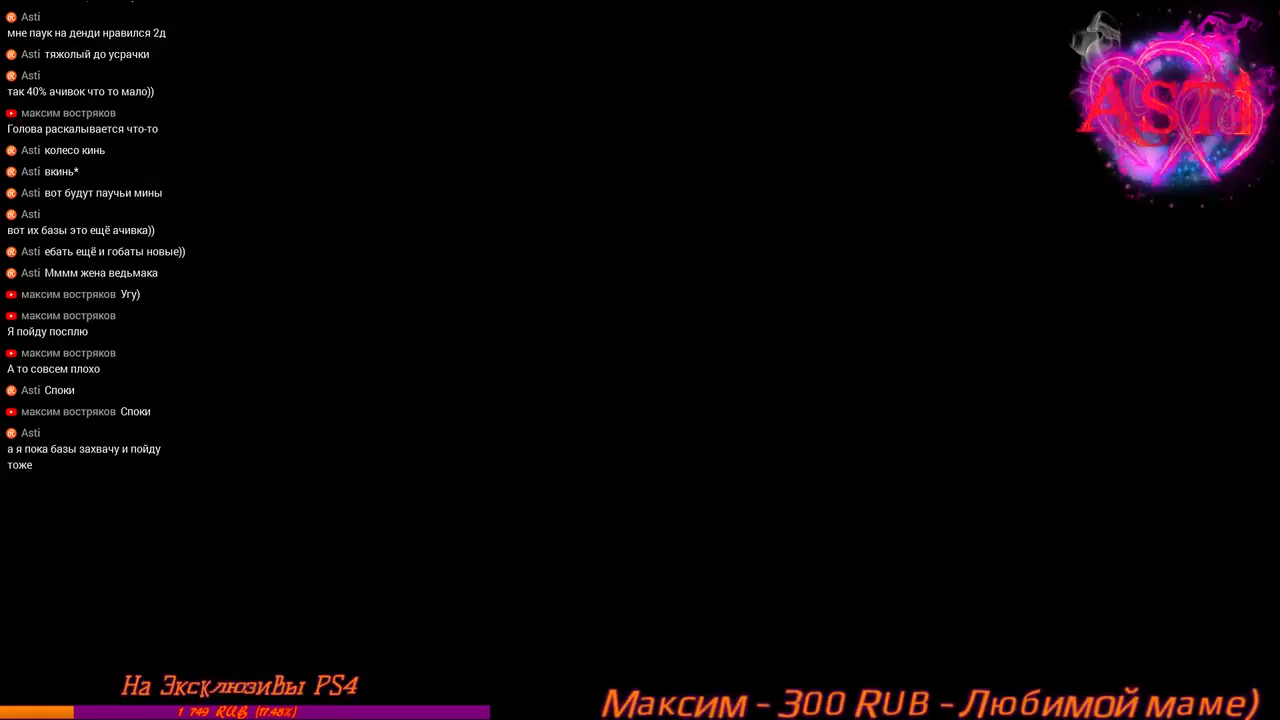 Asti
мне паук на денди нравился 2д
Asti тяжолый до усрачки
Asti
так 40% ачивок что то мало))
максим востряков
Голова раскалывается что-то
Asti колесо кинь
Asti вкинь*
Asti вот будут паучьи мины
Asti
вот их базы это ещё ачивка))
Asti ебать ещё и гобаты новые))
Asti Мммм жена ведьмака
максим востряков Угу)
максим востряков
Я пойду посплю
максим востряков
А то совсем плохо
Asti Споки
максим востряков Споки
Asti
а я пока базы захвачу и пойду
тоже
ASTi
На Эксклюзивы PS4
1 749 RUB (17.48%)
Максим - 300 RUB - Любимой маме)